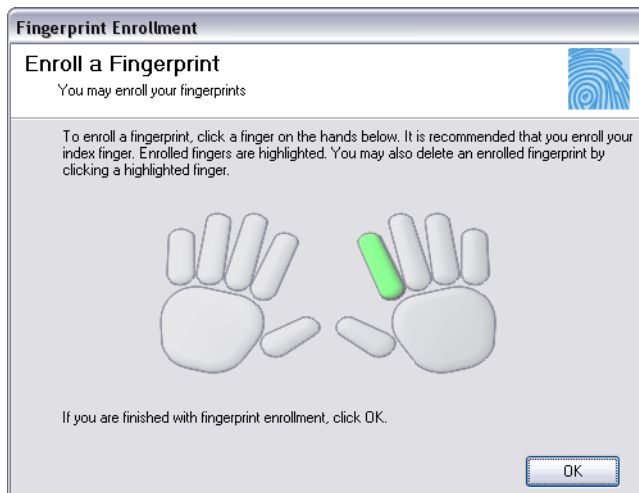 Fingerprint Enrollment
Enroll a Fingerprint
You may enroll your fingerprints
To enroll a fingerprint, click a finger on the hands below. It is recommended that you enroll your
index finger. Enrolled fingers are highlighted. You may also delete an enrolled fingerprint by
clicking a highlighted finger.
If you are finished with fingerprint enrollment, click OK.
OK